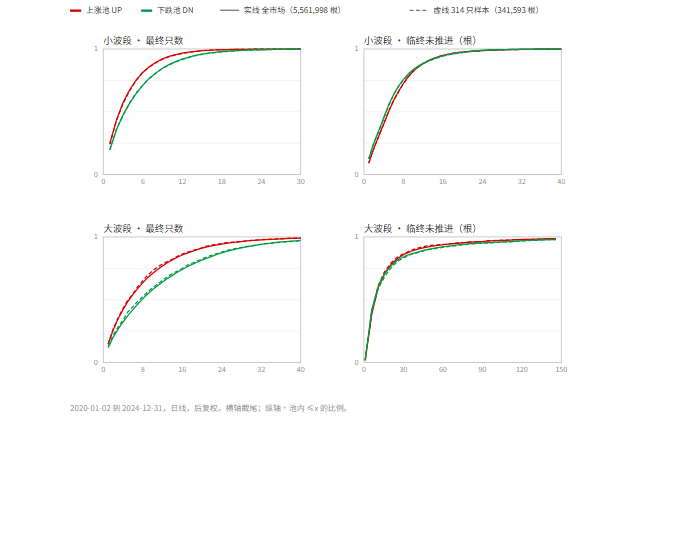 上涨池 UP 下跌池 DN 实线 全市场（5,561,998 根） 虚线 314 只样本（341,593 根）
小波段 · 最终只数
1
0
0 6 12 18 24 30
小波段 · 临终未推进（根）
1
0
0 8 16 24 32 40
大波段 · 最终只数
1
0
0 8 16 24 32 40
大波段 · 临终未推进（根）
1
0
0 30 60 90 120 150
2020-01-02 到 2024-12-31，日线，后复权。横轴截尾；纵轴 = 池内 ≤x 的比例。